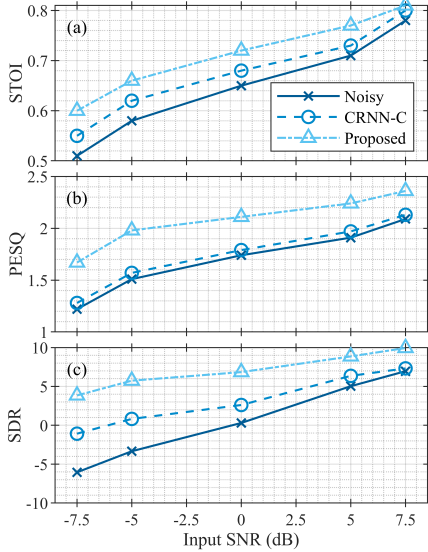 0.8
(a)
0.7
STOI
0.6
0.5
Noisy
CRNN-C
Proposed
2.5
(b)
2
PESQ
1.5
1
10
(c)
5
SDR
0
-5
-10
-7.5 -5 -2.5 0 2.5 5 7.5
Input SNR (dB)